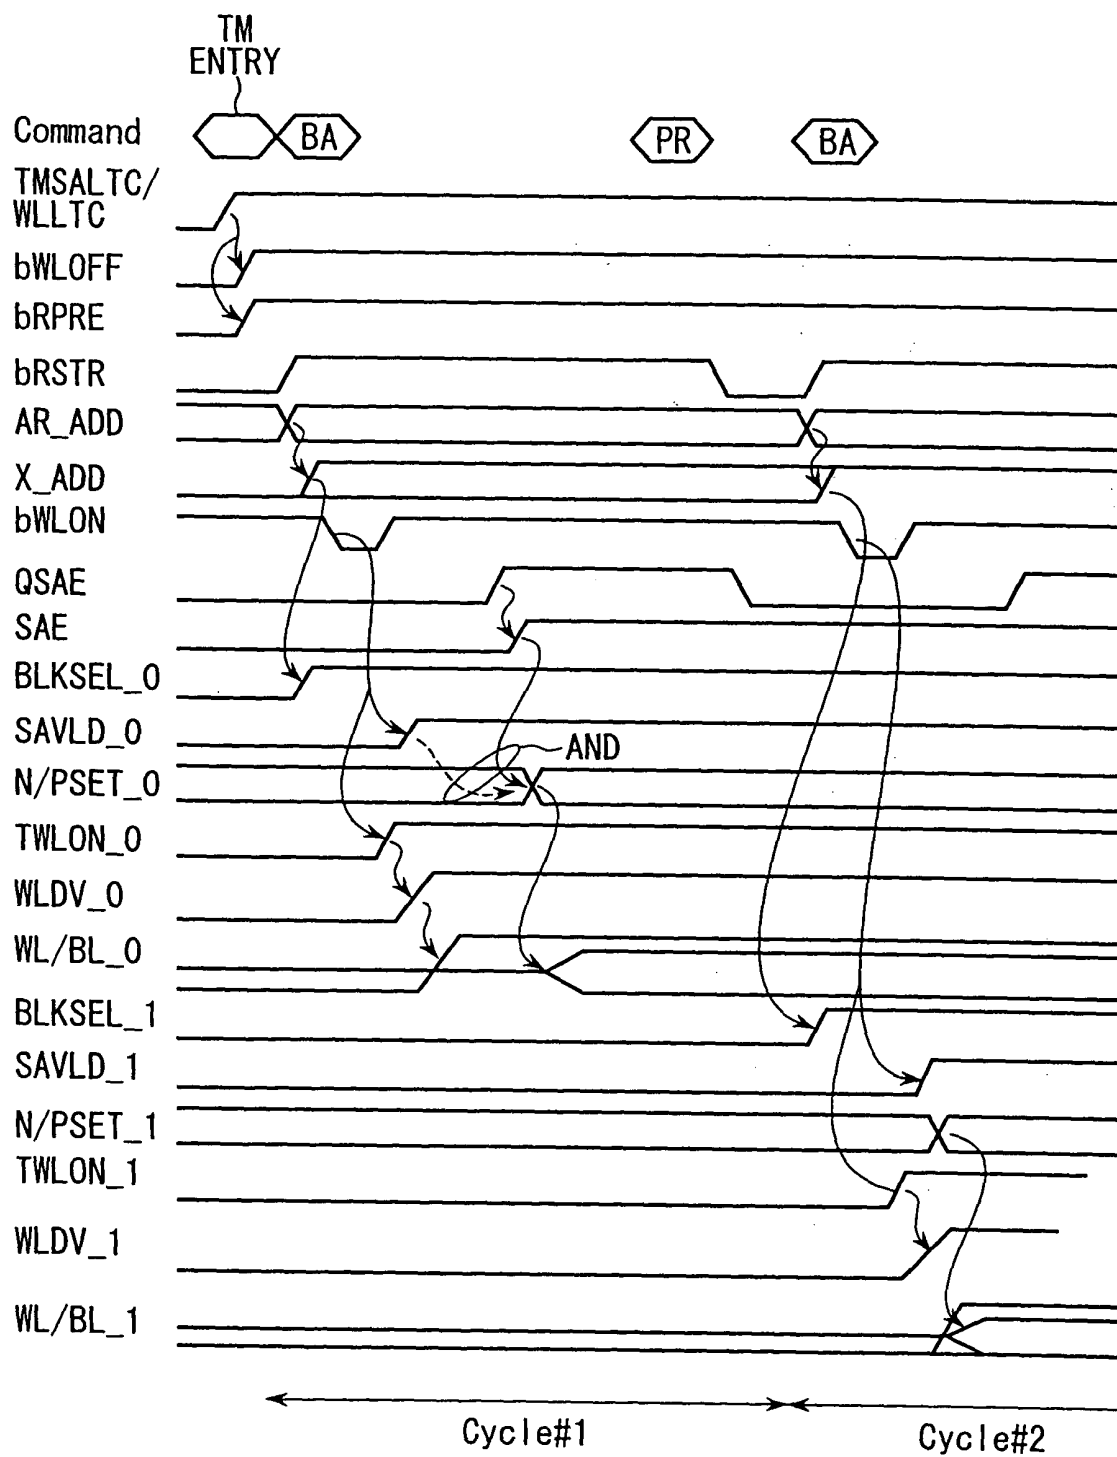 TM
ENTRY
Command BA PR BA
TMSALTC/
WLLTC
bWLOFF
bRPRE
bRSTR
AR_ADD
X_ADD
bWLON
QSAE
SAE
BLKSEL_0
SAVLD_0
AND
N/PSET_0
TWLON_0
WLDV_0
WL/BL_0
BLKSEL_1
SAVLD_1
N/PSET_1
TWLON_1
WLDV_1
WL/BL_1
Cycle#1 Cycle#2